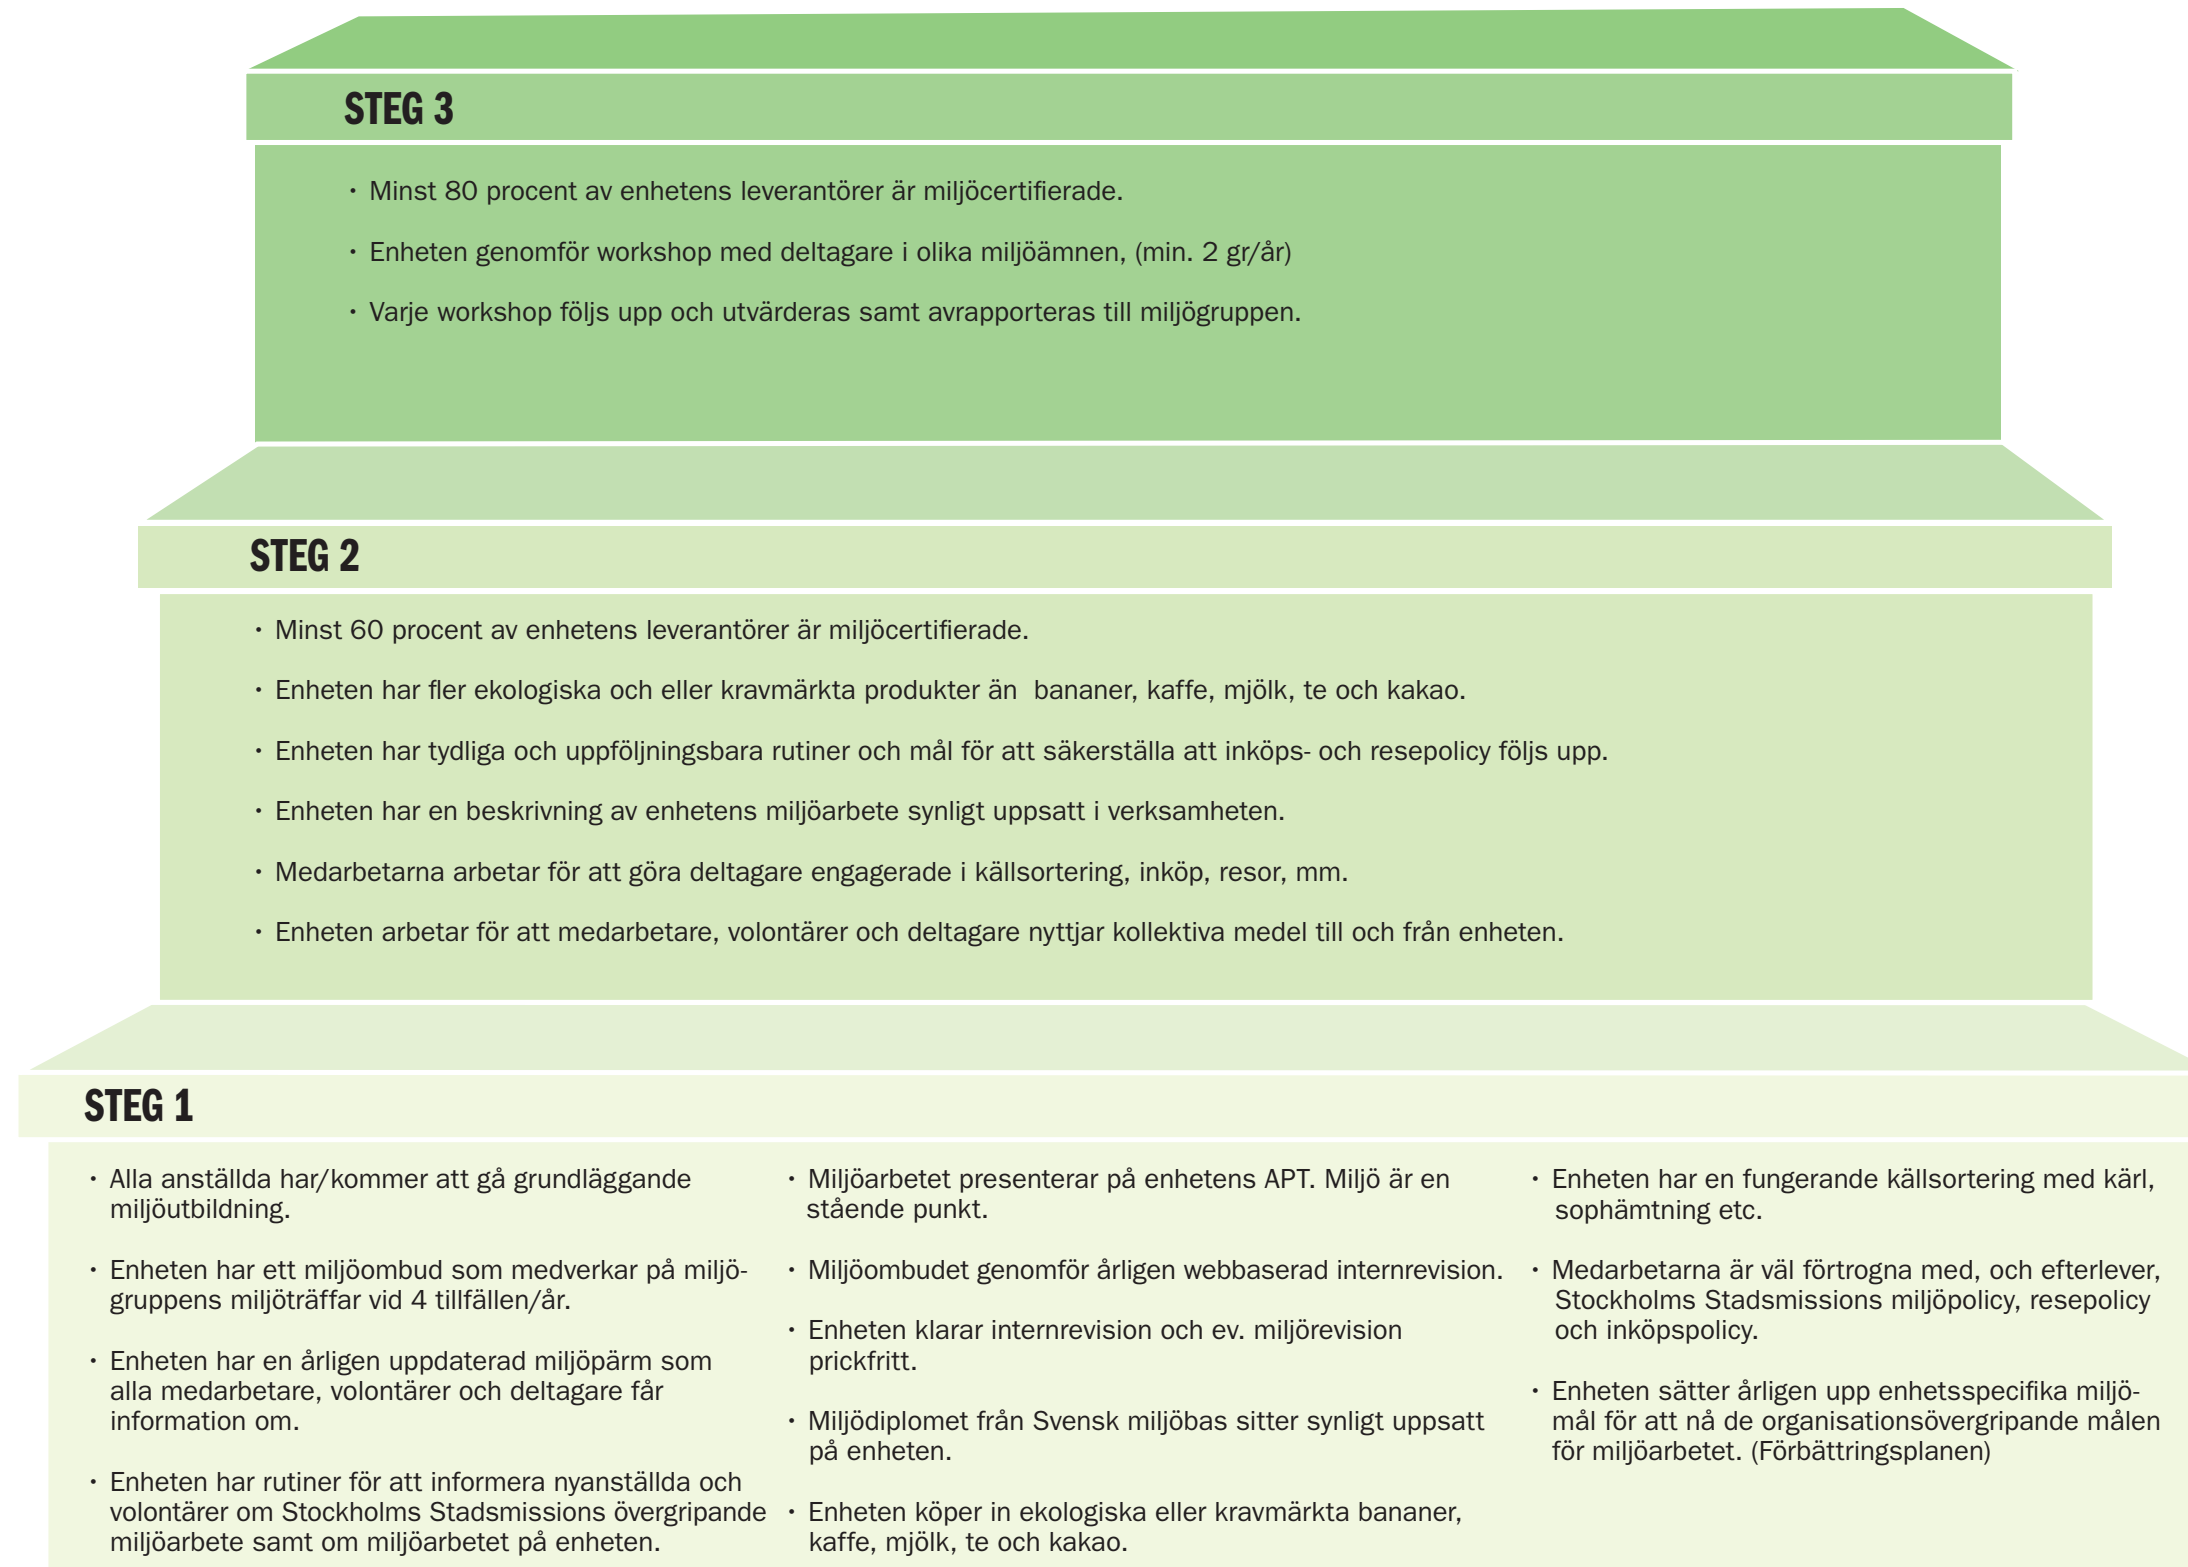 STEG 3
· Minst 80 procent av enhetens leverantörer är miljöcertifierade.
· Enheten genomför workshop med deltagare i olika miljöämnen, (min. 2 gr/år)
· Varje workshop följs upp och utvärderas samt avrapporteras till miljögruppen.
STEG 2
· Minst 60 procent av enhetens leverantörer är miljöcertifierade.
· Enheten har fler ekologiska och eller kravmärkta produkter än bananer, kaffe, mjölk, te och kakao.
· Enheten har tydliga och uppföljningsbara rutiner och mål för att säkerställa att inköps- och resepolicy följs upp.
· Enheten har en beskrivning av enhetens miljöarbete synligt uppsatt i verksamheten.
· Medarbetarna arbetar för att göra deltagare engagerade i källsortering, inköp, resor, mm.
· Enheten arbetar för att medarbetare, volontärer och deltagare nyttjar kollektiva medel till och från enheten.
STEG 1
· Alla anställda har/kommer att gå grundläggande
miljöutbildning.
· Enheten har ett miljöombud som medverkar på miljö-
gruppens miljöträffar vid 4 tillfällen/år.
· Enheten har en årligen uppdaterad miljöpärm som
alla medarbetare, volontärer och deltagare får
information om.
· Enheten har rutiner för att informera nyanställda och
volontärer om Stockholms Stadsmissions övergripande
miljöarbete samt om miljöarbetet på enheten.
· Miljöarbetet presenterar på enhetens APT. Miljö är en
stående punkt.
· Miljöombudet genomför årligen webbaserad internrevision.
· Enheten klarar internrevision och ev. miljörevision
prickfritt.
· Miljödiplomet från Svensk miljöbas sitter synligt uppsatt
på enheten.
· Enheten köper in ekologiska eller kravmärkta bananer,
kaffe, mjölk, te och kakao.
· Enheten har en fungerande källsortering med kärl,
sophämtning etc.
· Medarbetarna är väl förtrogna med, och efterlever,
Stockholms Stadsmissions miljöpolicy, resepolicy
och inköpspolicy.
· Enheten sätter årligen upp enhetsspecifika miljö-
mål för att nå de organisationsövergripande målen
för miljöarbetet. (Förbättringsplanen)